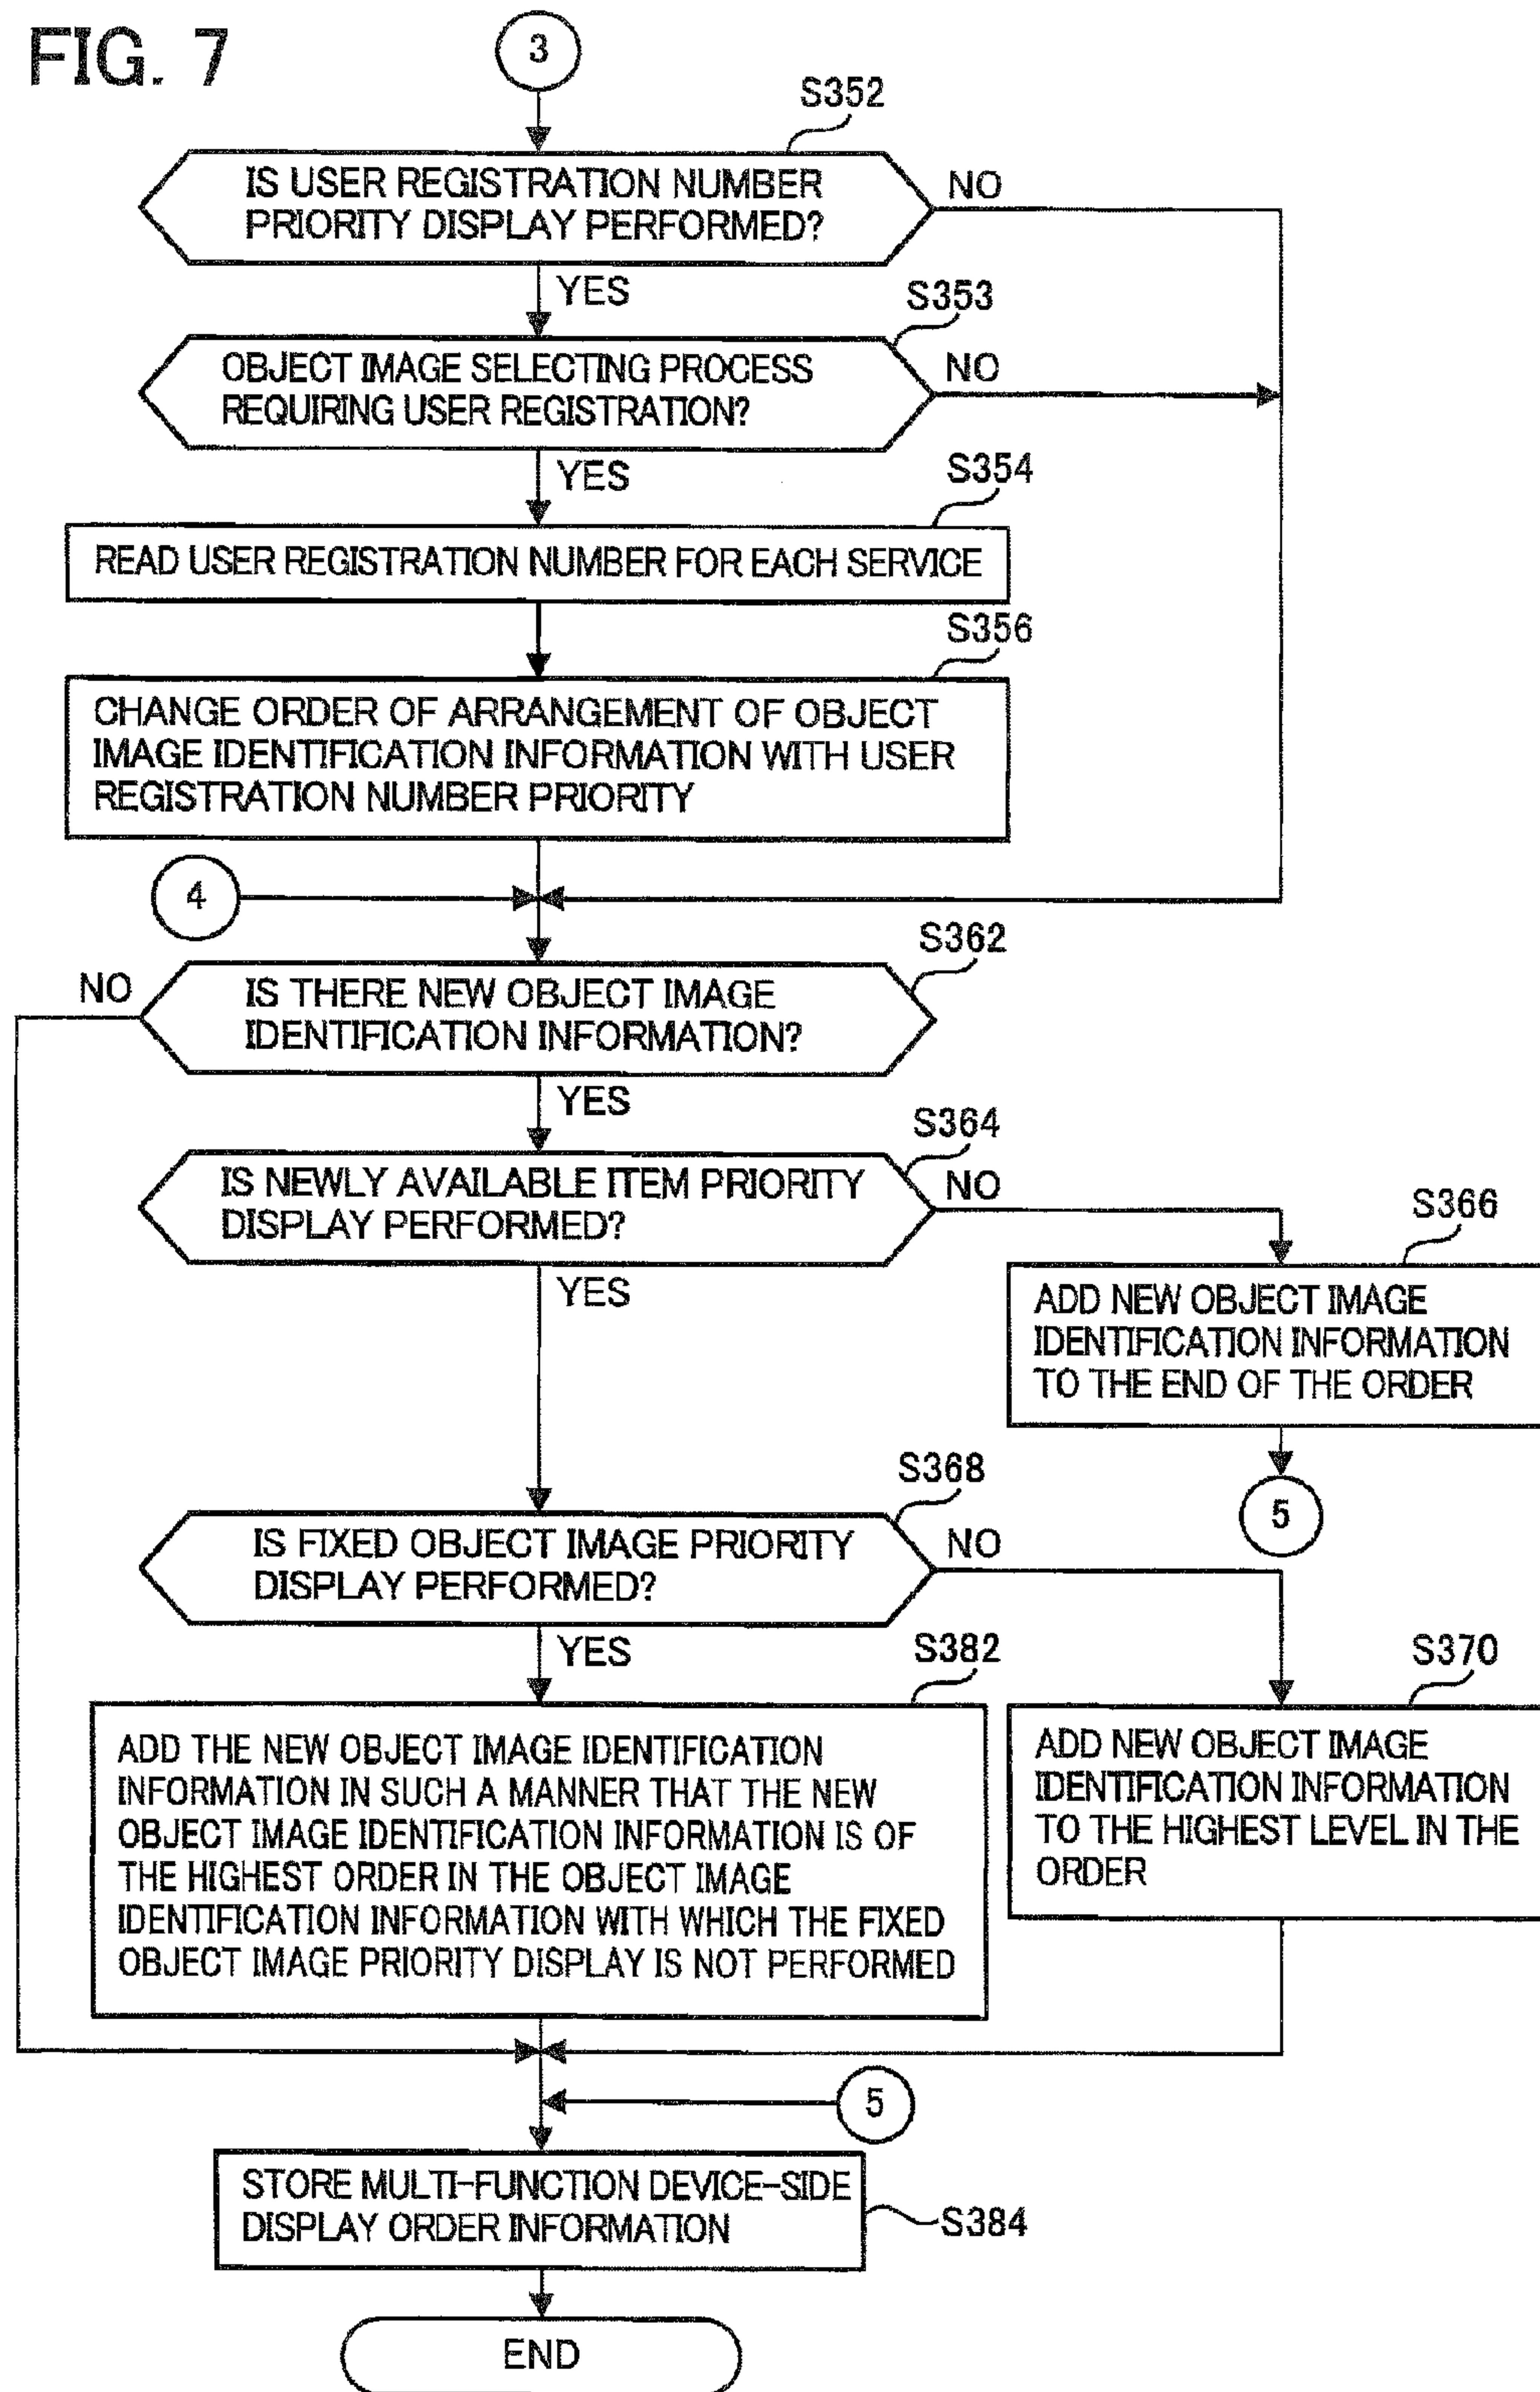 FIG. 7
3
S352
IS USER REGISTRATION NUMBER
PRIORITY DISPLAY PERFORMED?
NO
YES
S353
OBJECT IMAGE SELECTING PROCESS
REQUIRING USER REGISTRATION?
NO
YES
S354
READ USER REGISTRATION NUMBER FOR EACH SERVICE
S356
CHANGE ORDER OF ARRANGEMENT OF OBJECT
IMAGE IDENTIFICATION INFORMATION WITH USER
REGISTRATION NUMBER PRIORITY
4
S362
NO
IS THERE NEW OBJECT IMAGE
IDENTIFICATION INFORMATION?
YES
S364
IS NEWLY AVAILABLE ITEM PRIORITY
DISPLAY PERFORMED?
NO
YES
S366
ADD NEW OBJECT IMAGE
IDENTIFICATION INFORMATION
TO THE END OF THE ORDER
5
S368
IS FIXED OBJECT IMAGE PRIORITY
DISPLAY PERFORMED?
NO
YES
S382
ADD THE NEW OBJECT IMAGE IDENTIFICATION
INFORMATION IN SUCH A MANNER THAT THE NEW
OBJECT IMAGE IDENTIFICATION INFORMATION IS OF
THE HIGHEST ORDER IN THE OBJECT IMAGE
IDENTIFICATION INFORMATION WITH WHICH THE FIXED
OBJECT IMAGE PRIORITY DISPLAY IS NOT PERFORMED
S370
ADD NEW OBJECT IMAGE
IDENTIFICATION INFORMATION
TO THE HIGHEST LEVEL IN THE
ORDER
5
STORE MULTI-FUNCTION DEVICE-SIDE
DISPLAY ORDER INFORMATION
S384
END